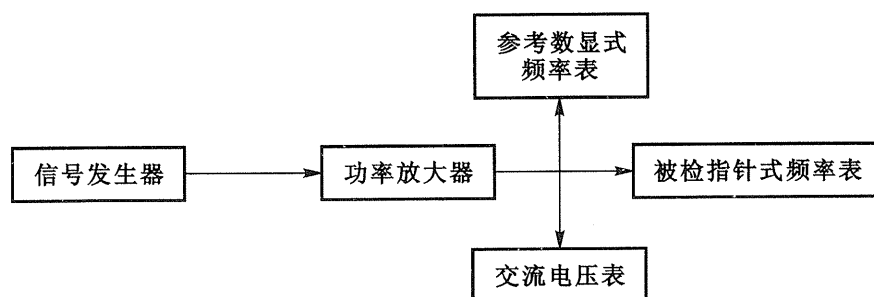 参考数显式
频率表
信号发生器
功率放大器
被检指针式频率表
交流电压表